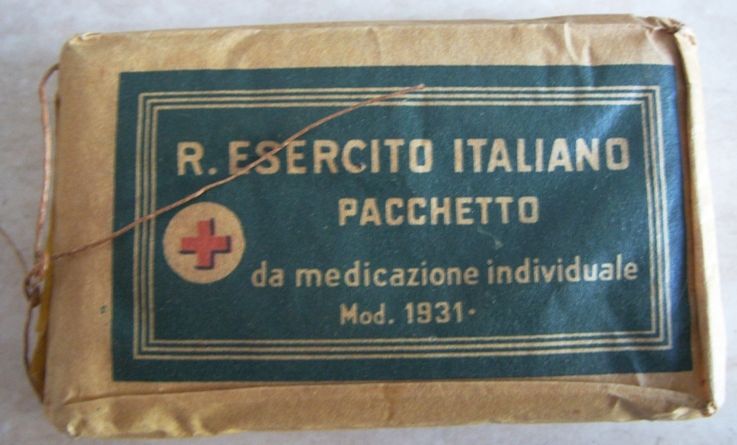 R. ESERCITO ITALIANO
PACCHETTO
da medicazione individuale
Mod. 1931.